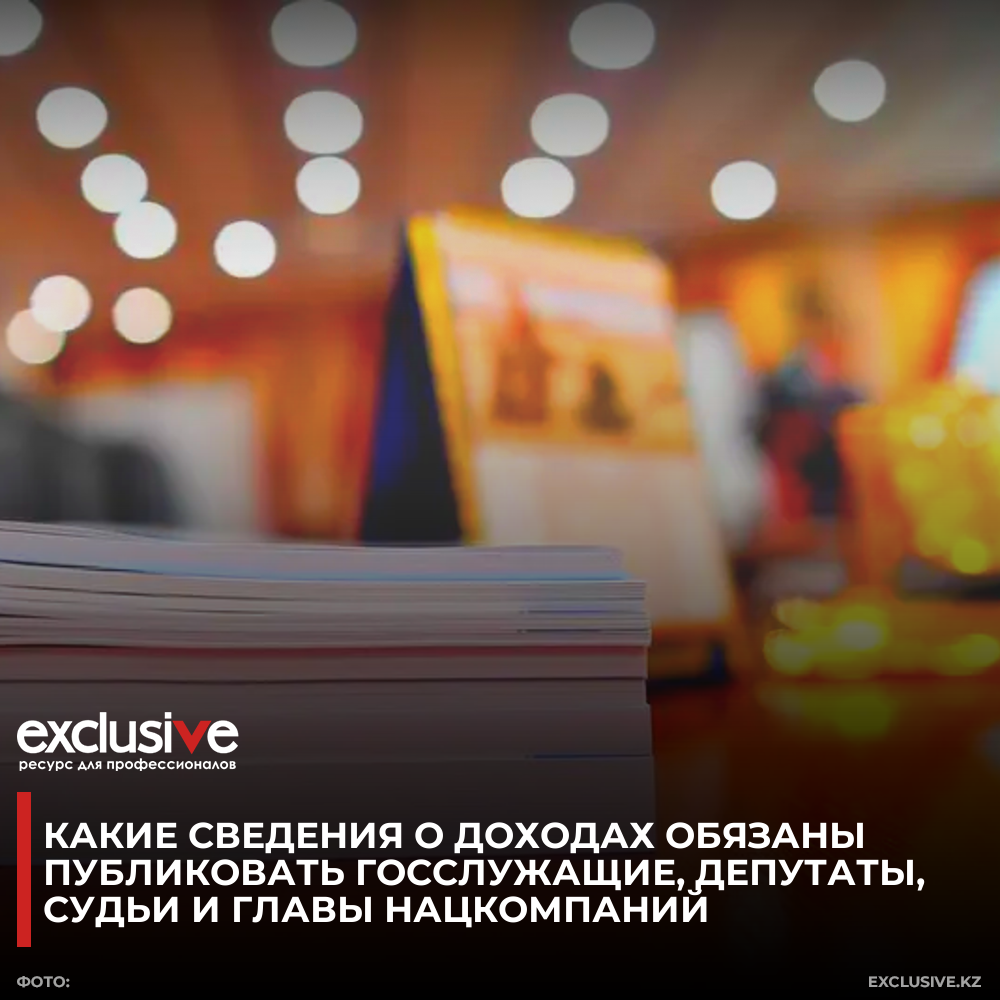 exclusive
ресурс для профессионалов
КАКИЕ СВЕДЕНИЯ О ДОХОДАХ ОБЯЗАНЫ
ПУБЛИКОВАТЬ ГОССЛУЖАЩИЕ, ДЕПУТАТЫ,
СУДЬИ И ГЛАВЫ НАЦКОМПАНИЙ
ФОТО:
EXCLUSIVE.KZ